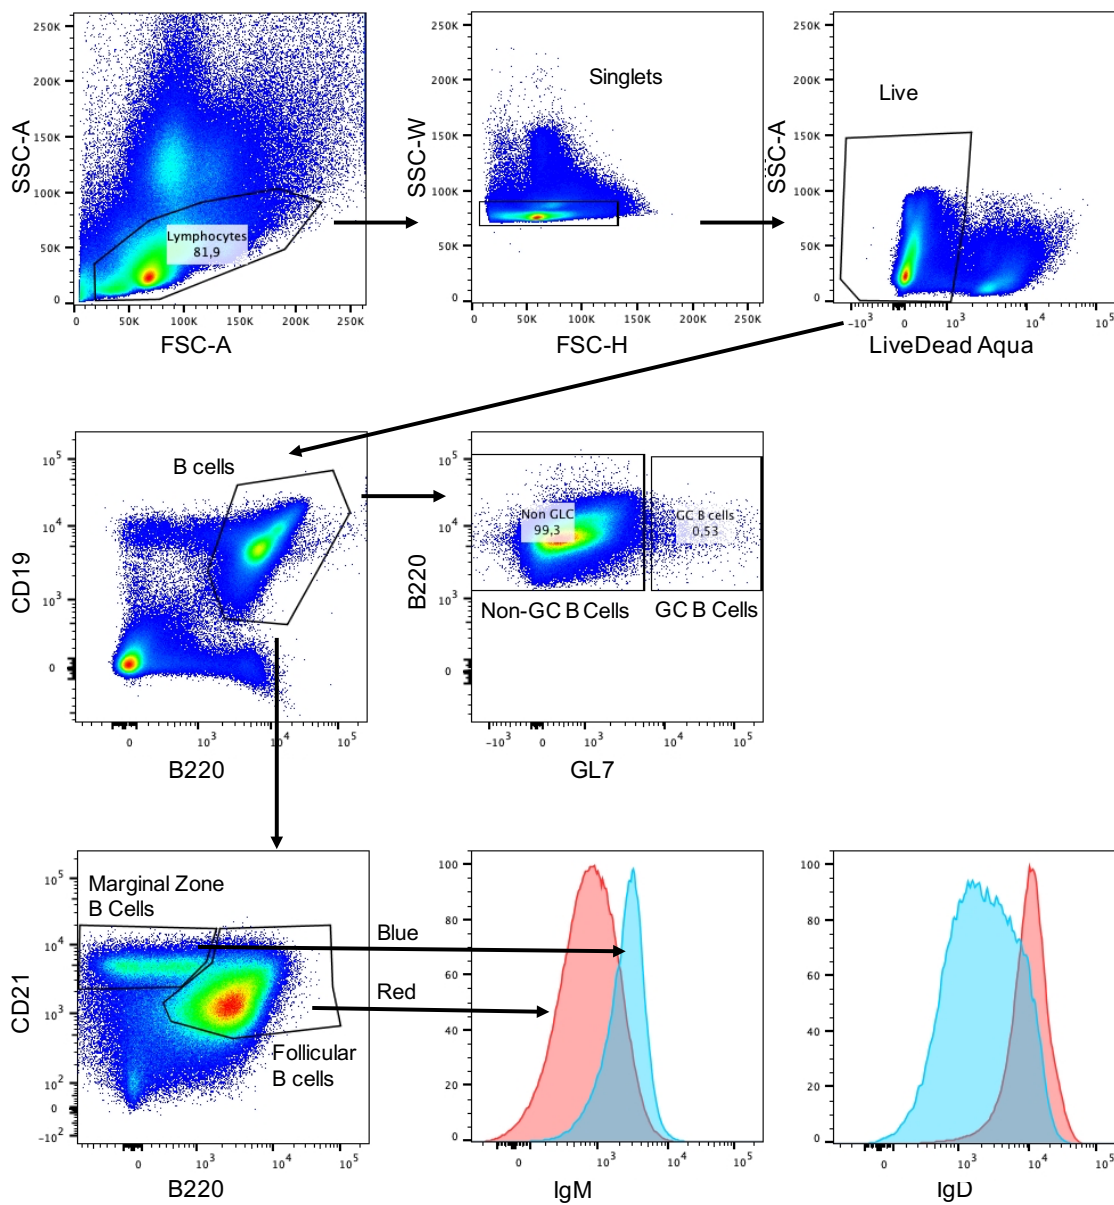 250K
200K
150K
100K
50K
0
SSC-A
Lymphocytes
81,9
0 50K 100K 150K 200K 250K
FSC-A
250K
200K
150K
100K
50K
0
SSC-W
Singlets
0 50K 100K 150K 200K 250K
FSC-H
250K
200K
150K
100K
50K
0
SSC-A
Live
-10³ 0 10³ 10⁴ 10⁵
LiveDead Aqua
10⁵
10⁴
10³
0
CD19
B cells
0 10³ 10⁴ 10⁵
B220
10⁵
10⁴
10³
0
B220
Non GLC
99,3
GC B cells
0,53
Non-GC B Cells
GC B Cells
-10³ 0 10³ 10⁴ 10⁵
GL7
10⁵
10⁴
10³
10²
0
-10²
CD21
Marginal Zone
B Cells
Follicular
B cells
0 10³ 10⁴ 10⁵
B220
Blue
Red
100
80
60
40
20
0
0 10³ 10⁴ 10⁵
IgM
100
80
60
40
20
0
0 10³ 10⁴ 10⁵
IgD